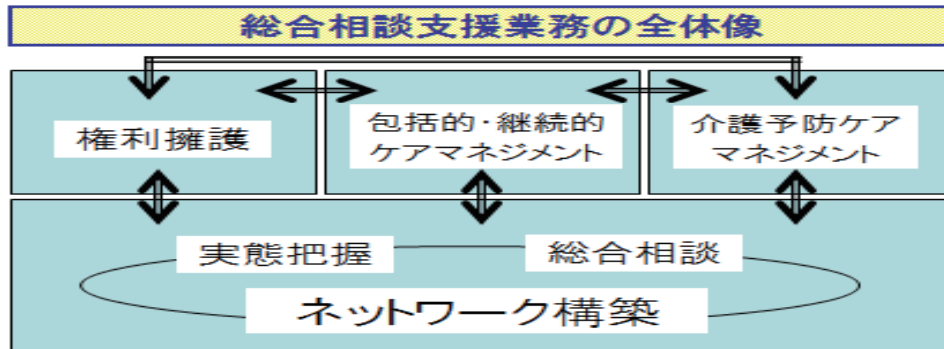 総合相談支援業務の全体像
権利擁護
包括的・継続的
ケアマネジメント
介護予防ケア
マネジメント
実態把握
総合相談
ネットワーク構築